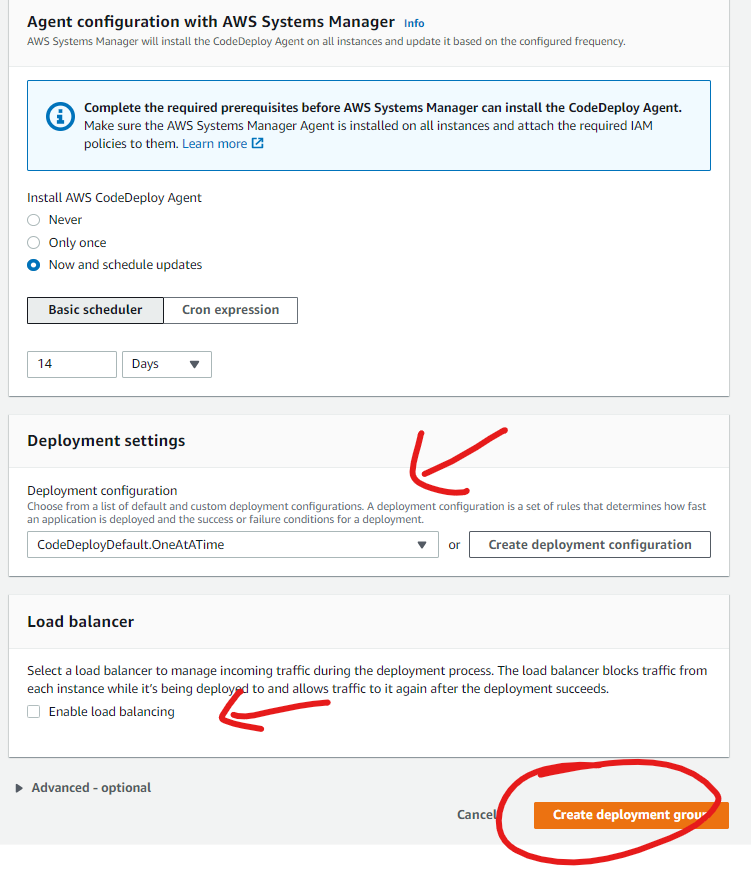 Agent configuration with AWS Systems Manager Info
AWS Systems Manager will install the CodeDeploy Agent on all instances and update it based on the configured frequency.
Complete the required prerequisites before AWS Systems Manager can install the CodeDeploy Agent.
Make sure the AWS Systems Manager Agent is installed on all instances and attach the required IAM
policies to them. Learn more
Install AWS CodeDeploy Agent
Never
Only once
Now and schedule updates
Basic scheduler Cron expression
14 Days
Deployment settings
Deployment configuration
Choose from a list of default and custom deployment configurations. A deployment configuration is a set of rules that determines how fast
an application is deployed and the success or failure conditions for a deployment.
CodeDeployDefault.OneAtATime or Create deployment configuration
Load balancer
Select a load balancer to manage incoming traffic during the deployment process. The load balancer blocks traffic from
each instance while it's being deployed to and allows traffic to it again after the deployment succeeds.
Enable load balancing
Advanced - optional
Cancel Create deployment group